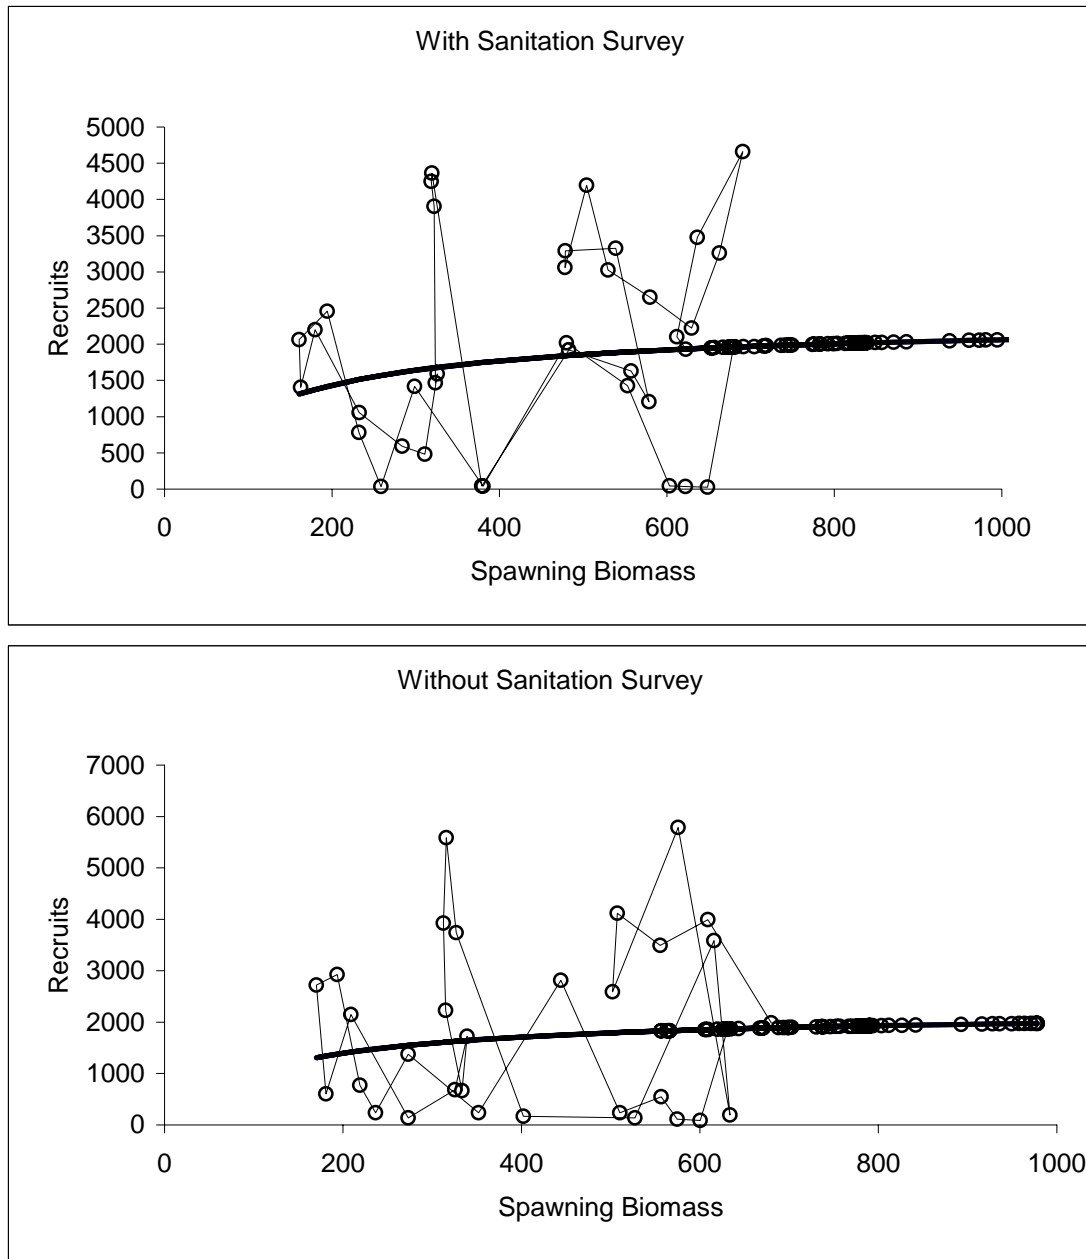 With Sanitation Survey
5000
4500
4000
3500
3000
2500
2000
1500
1000
500
0
Recruits
0 200 400 600 800 1000
Spawning Biomass
Without Sanitation Survey
7000
6000
5000
4000
3000
2000
1000
0
Recruits
0 200 400 600 800 1000
Spawning Biomass